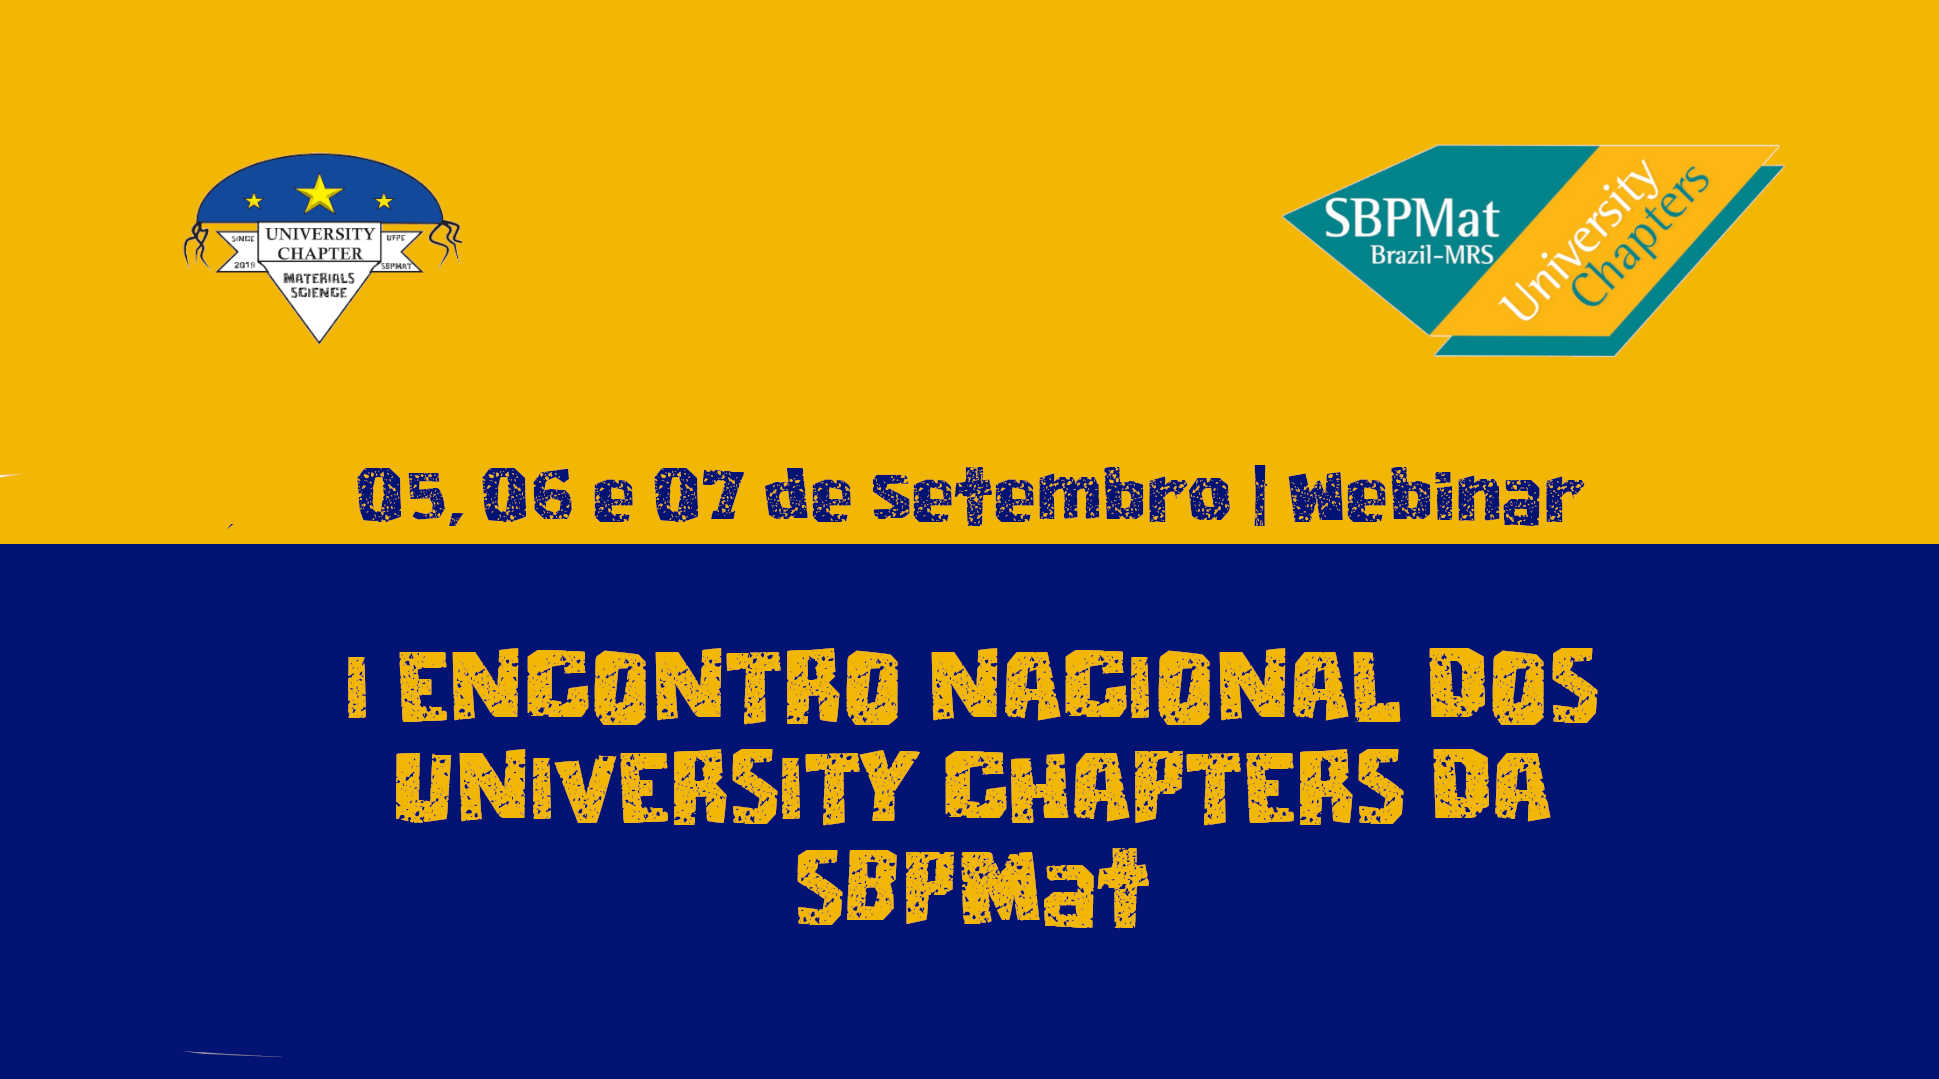 SINCE
2019
UNIVERSITY
CHAPTER
UFPE
SBPMAT
MATERIALS
SCIENCE
SBPMat
Brazil-MRS
University
Chapters
05, 06 e 07 de setembro | Webinar
I ENCONTRO NACIONAL DOS
UNIVERSITY CHAPTERS DA
SBPMat